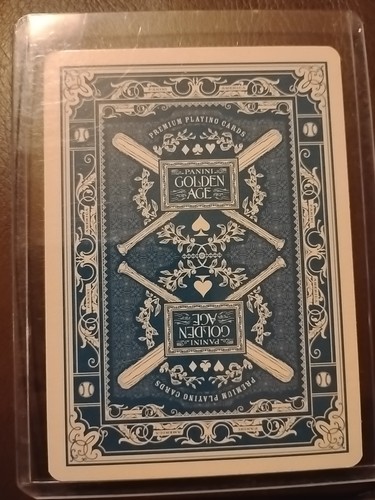 PREMIUM PLAYING CARDS
PANINI
GOLDEN
AGE
PANINI
GOLDEN
AGE
PREMIUM PLAYING CARDS